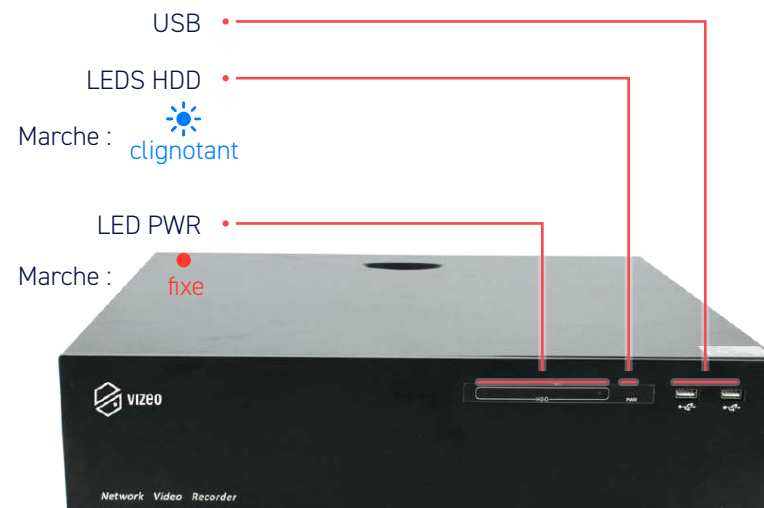 USB
LEDS HDD
Marche :
clignotant
LED PWR
Marche :
fixe
VIZEO
HDD
PWR
Network Video Recorder